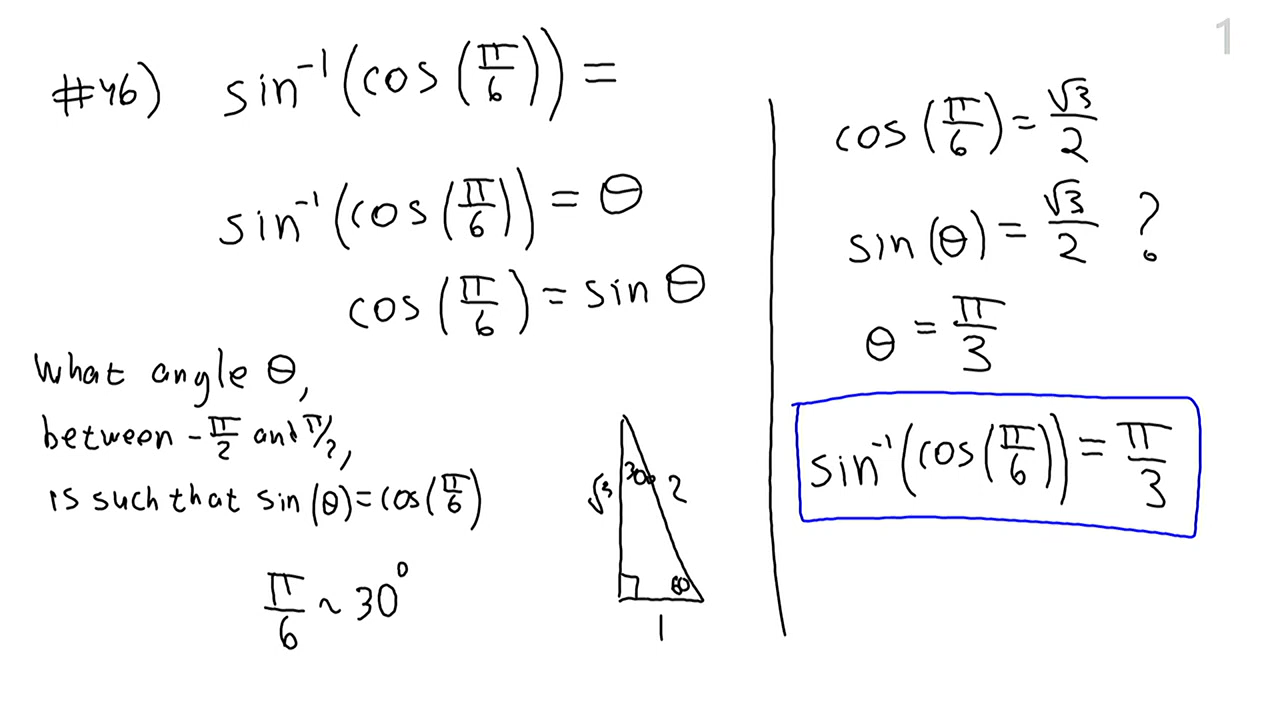 1
#46) sin⁻¹(cos(π/6)) =
sin⁻¹(cos(π/6)) = θ
cos(π/6) = sin θ
What angle θ,
between -π/2 and π/2,
is such that sin(θ)=cos(π/6)
π/6 ~ 30°
√3
30°
2
60
1
cos(π/6) = √3/2
sin(θ) = √3/2 ?
θ = π/3
sin⁻¹(cos(π/6)) = π/3